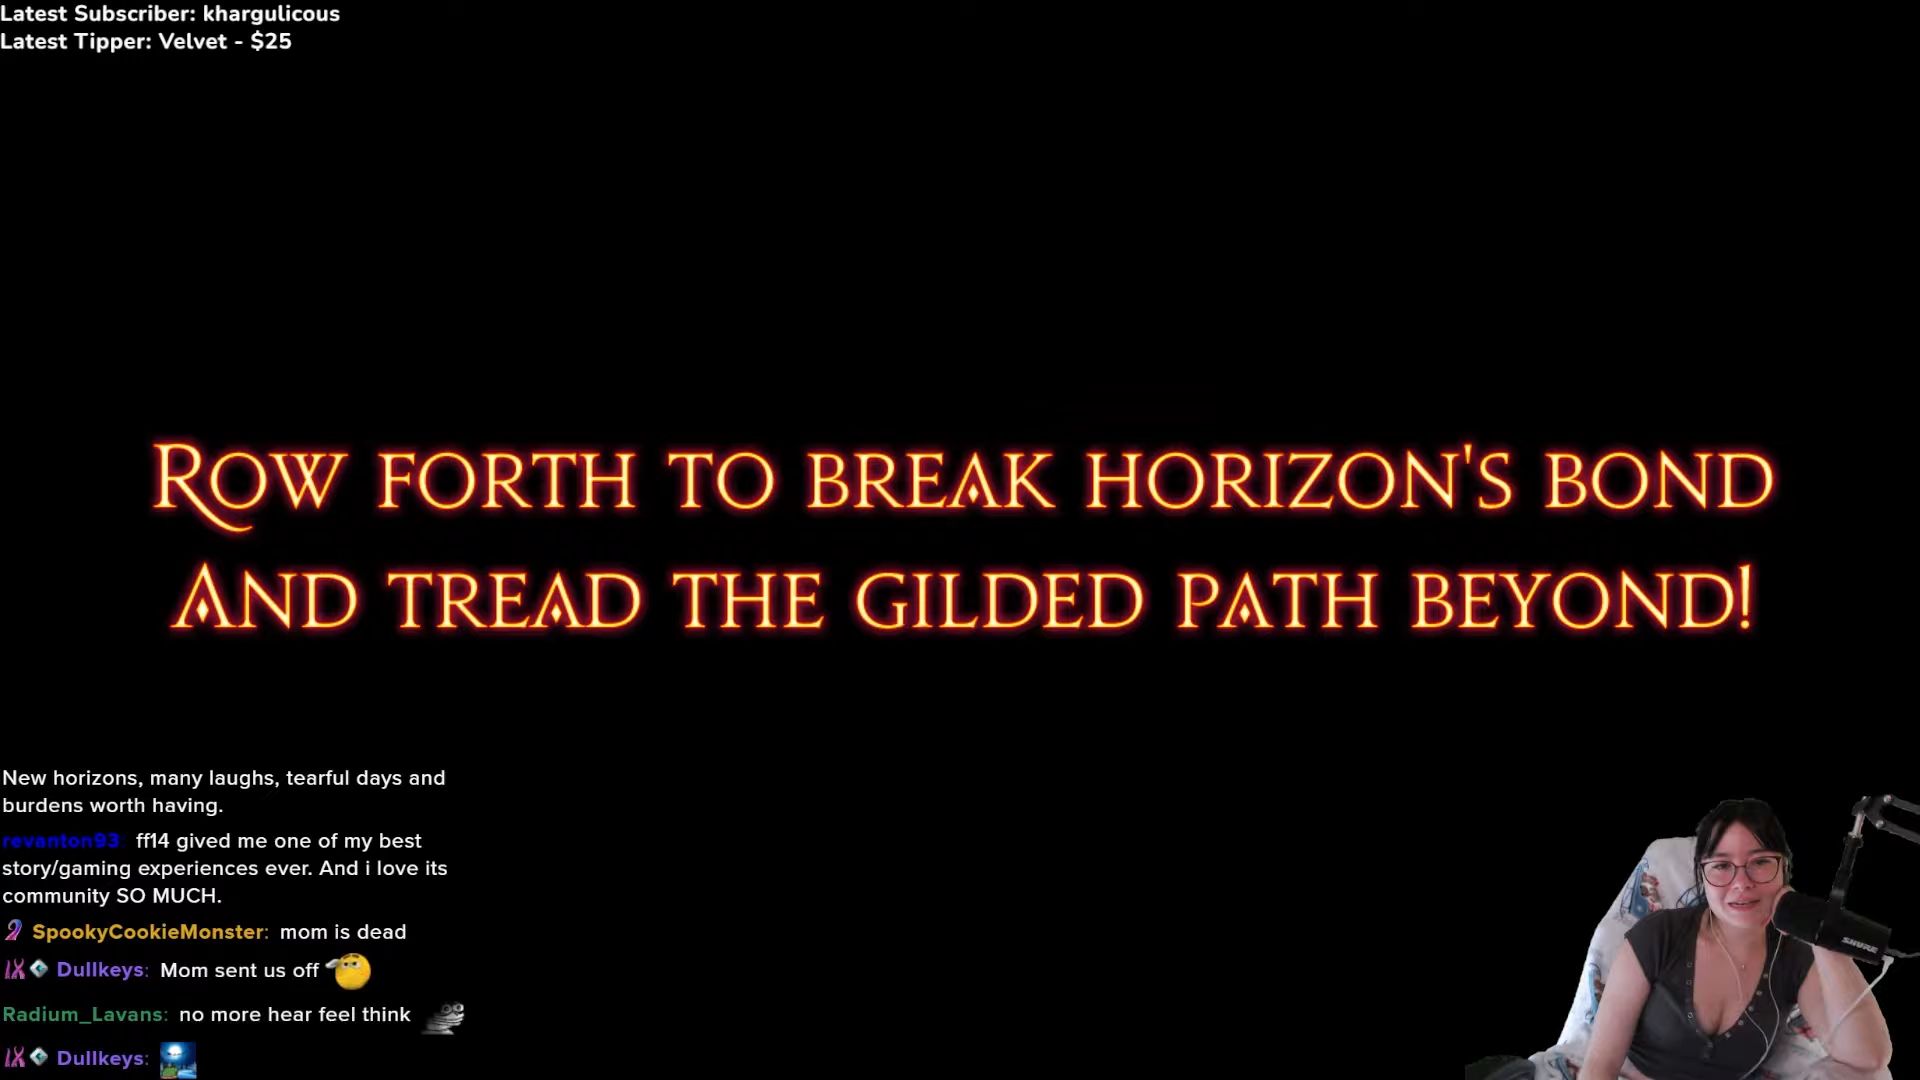 Latest Subscriber: khargulicous
Latest Tipper: Velvet - $25
ROW FORTH TO BREAK HORIZON'S BOND
AND TREAD THE GILDED PATH BEYOND!
New horizons, many laughs, tearful days and
burdens worth having.
revanton93: ff14 gived me one of my best
story/gaming experiences ever. And i love its
community SO MUCH.
SpookyCookieMonster: mom is dead
Dullkeys: Mom sent us off
Radium_Lavans: no more hear feel think
Dullkeys:
SHURE